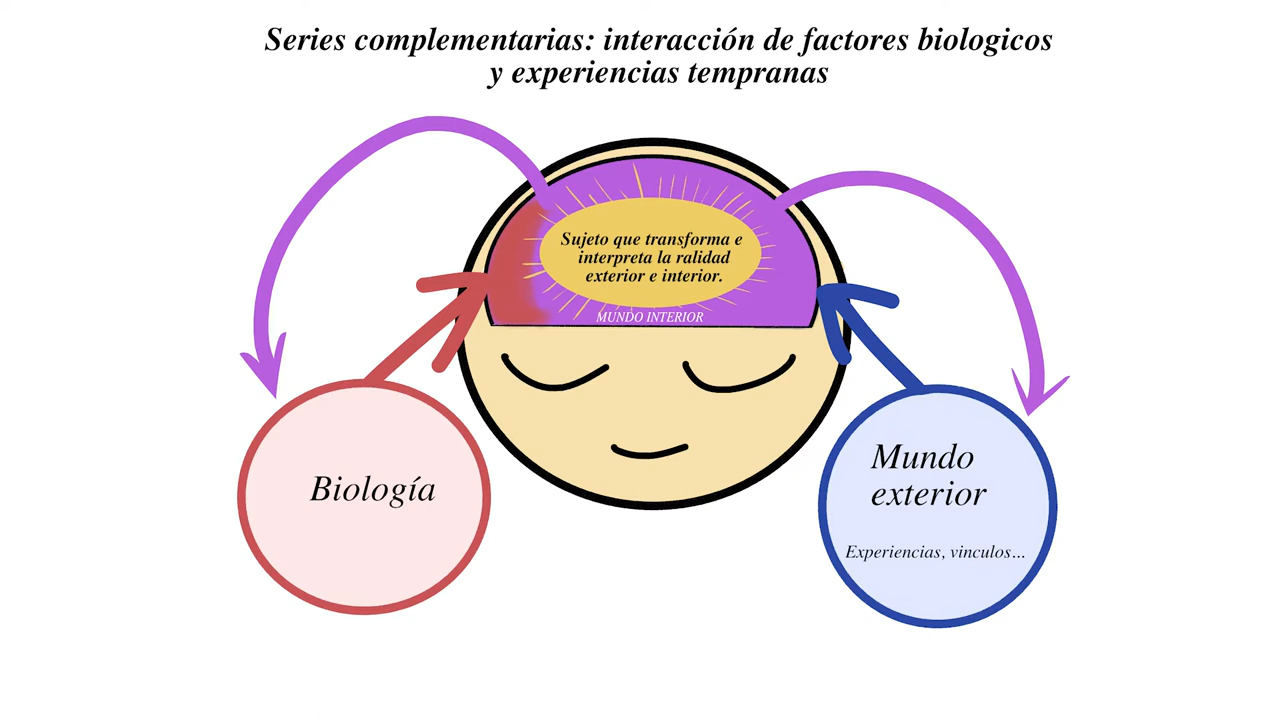 Series complementarias: interacción de factores biologicos
y experiencias tempranas
Sujeto que transforma e
interpreta la ralidad
exterior e interior.
MUNDO INTERIOR
Biología
Mundo
exterior
Experiencias, vinculos...